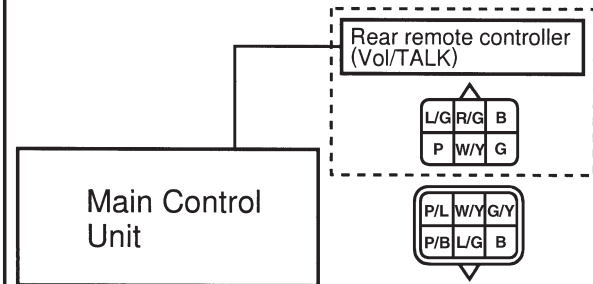 Rear remote controller
(Vol/TALK)
L/G R/G B
P W/Y G
Main Control
Unit
P/L W/Y G/Y
P/B L/G B